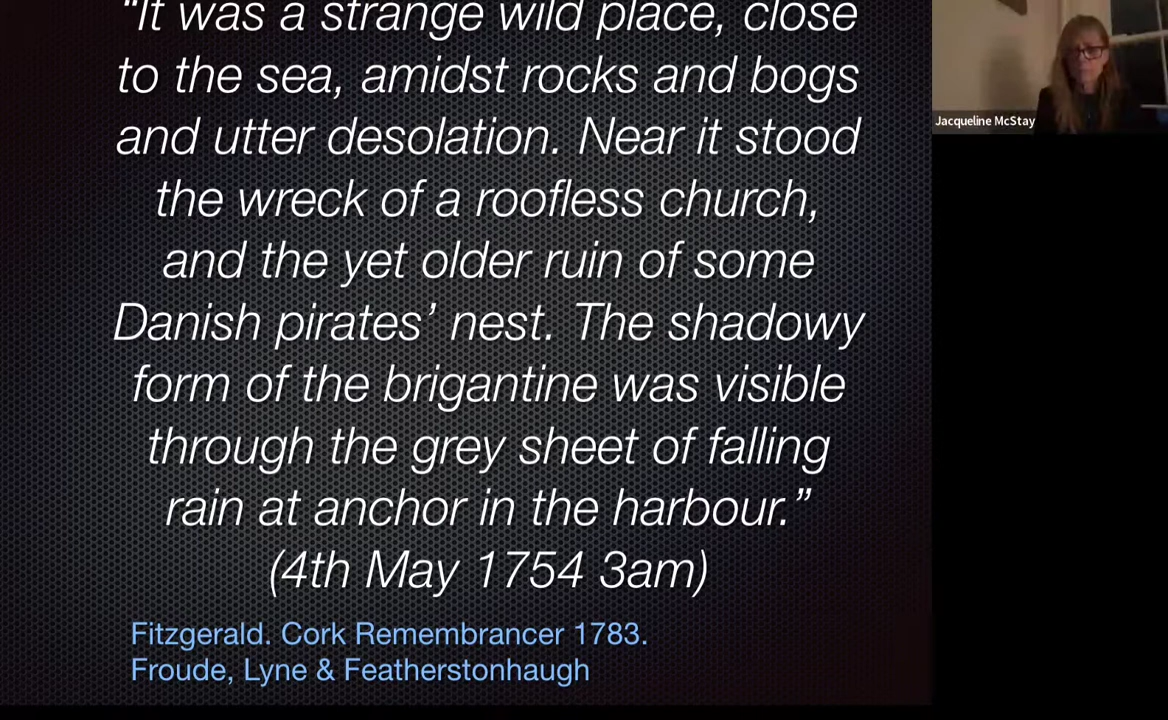 “It was a strange wild place, close
to the sea, amidst rocks and bogs
and utter desolation. Near it stood
the wreck of a roofless church,
and the yet older ruin of some
Danish pirates’ nest. The shadowy
form of the brigantine was visible
through the grey sheet of falling
rain at anchor in the harbour.”
(4th May 1754 3am)
Fitzgerald. Cork Remembrancer 1783.
Froude, Lyne & Featherstonhaugh
Jacqueline McStay